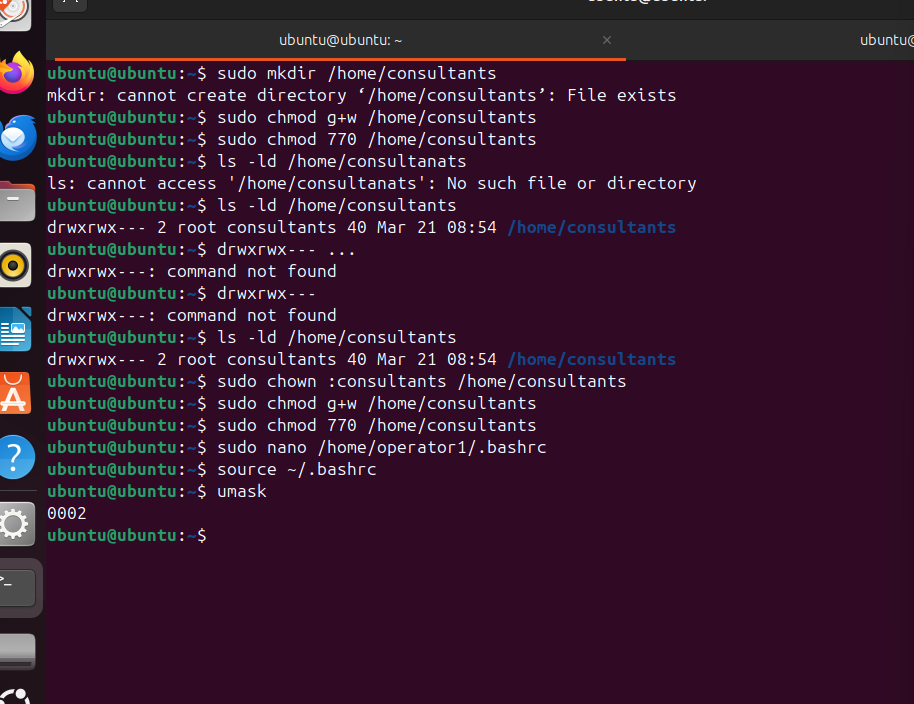 ubuntu@ubuntu: ~ ×
ubuntu@ubuntu:~$ sudo mkdir /home/consultants
mkdir: cannot create directory ‘/home/consultants’: File exists
ubuntu@ubuntu:~$ sudo chmod g+w /home/consultants
ubuntu@ubuntu:~$ sudo chmod 770 /home/consultants
ubuntu@ubuntu:~$ ls -ld /home/consultanats
ls: cannot access '/home/consultanats': No such file or directory
ubuntu@ubuntu:~$ ls -ld /home/consultants
drwxrwx--- 2 root consultants 40 Mar 21 08:54 /home/consultants
ubuntu@ubuntu:~$ drwxrwx--- ...
drwxrwx---: command not found
ubuntu@ubuntu:~$ drwxrwx---
drwxrwx---: command not found
ubuntu@ubuntu:~$ ls -ld /home/consultants
drwxrwx--- 2 root consultants 40 Mar 21 08:54 /home/consultants
ubuntu@ubuntu:~$ sudo chown :consultants /home/consultants
ubuntu@ubuntu:~$ sudo chmod g+w /home/consultants
ubuntu@ubuntu:~$ sudo chmod 770 /home/consultants
ubuntu@ubuntu:~$ sudo nano /home/operator1/.bashrc
ubuntu@ubuntu:~$ source ~/.bashrc
ubuntu@ubuntu:~$ umask
0002
ubuntu@ubuntu:~$